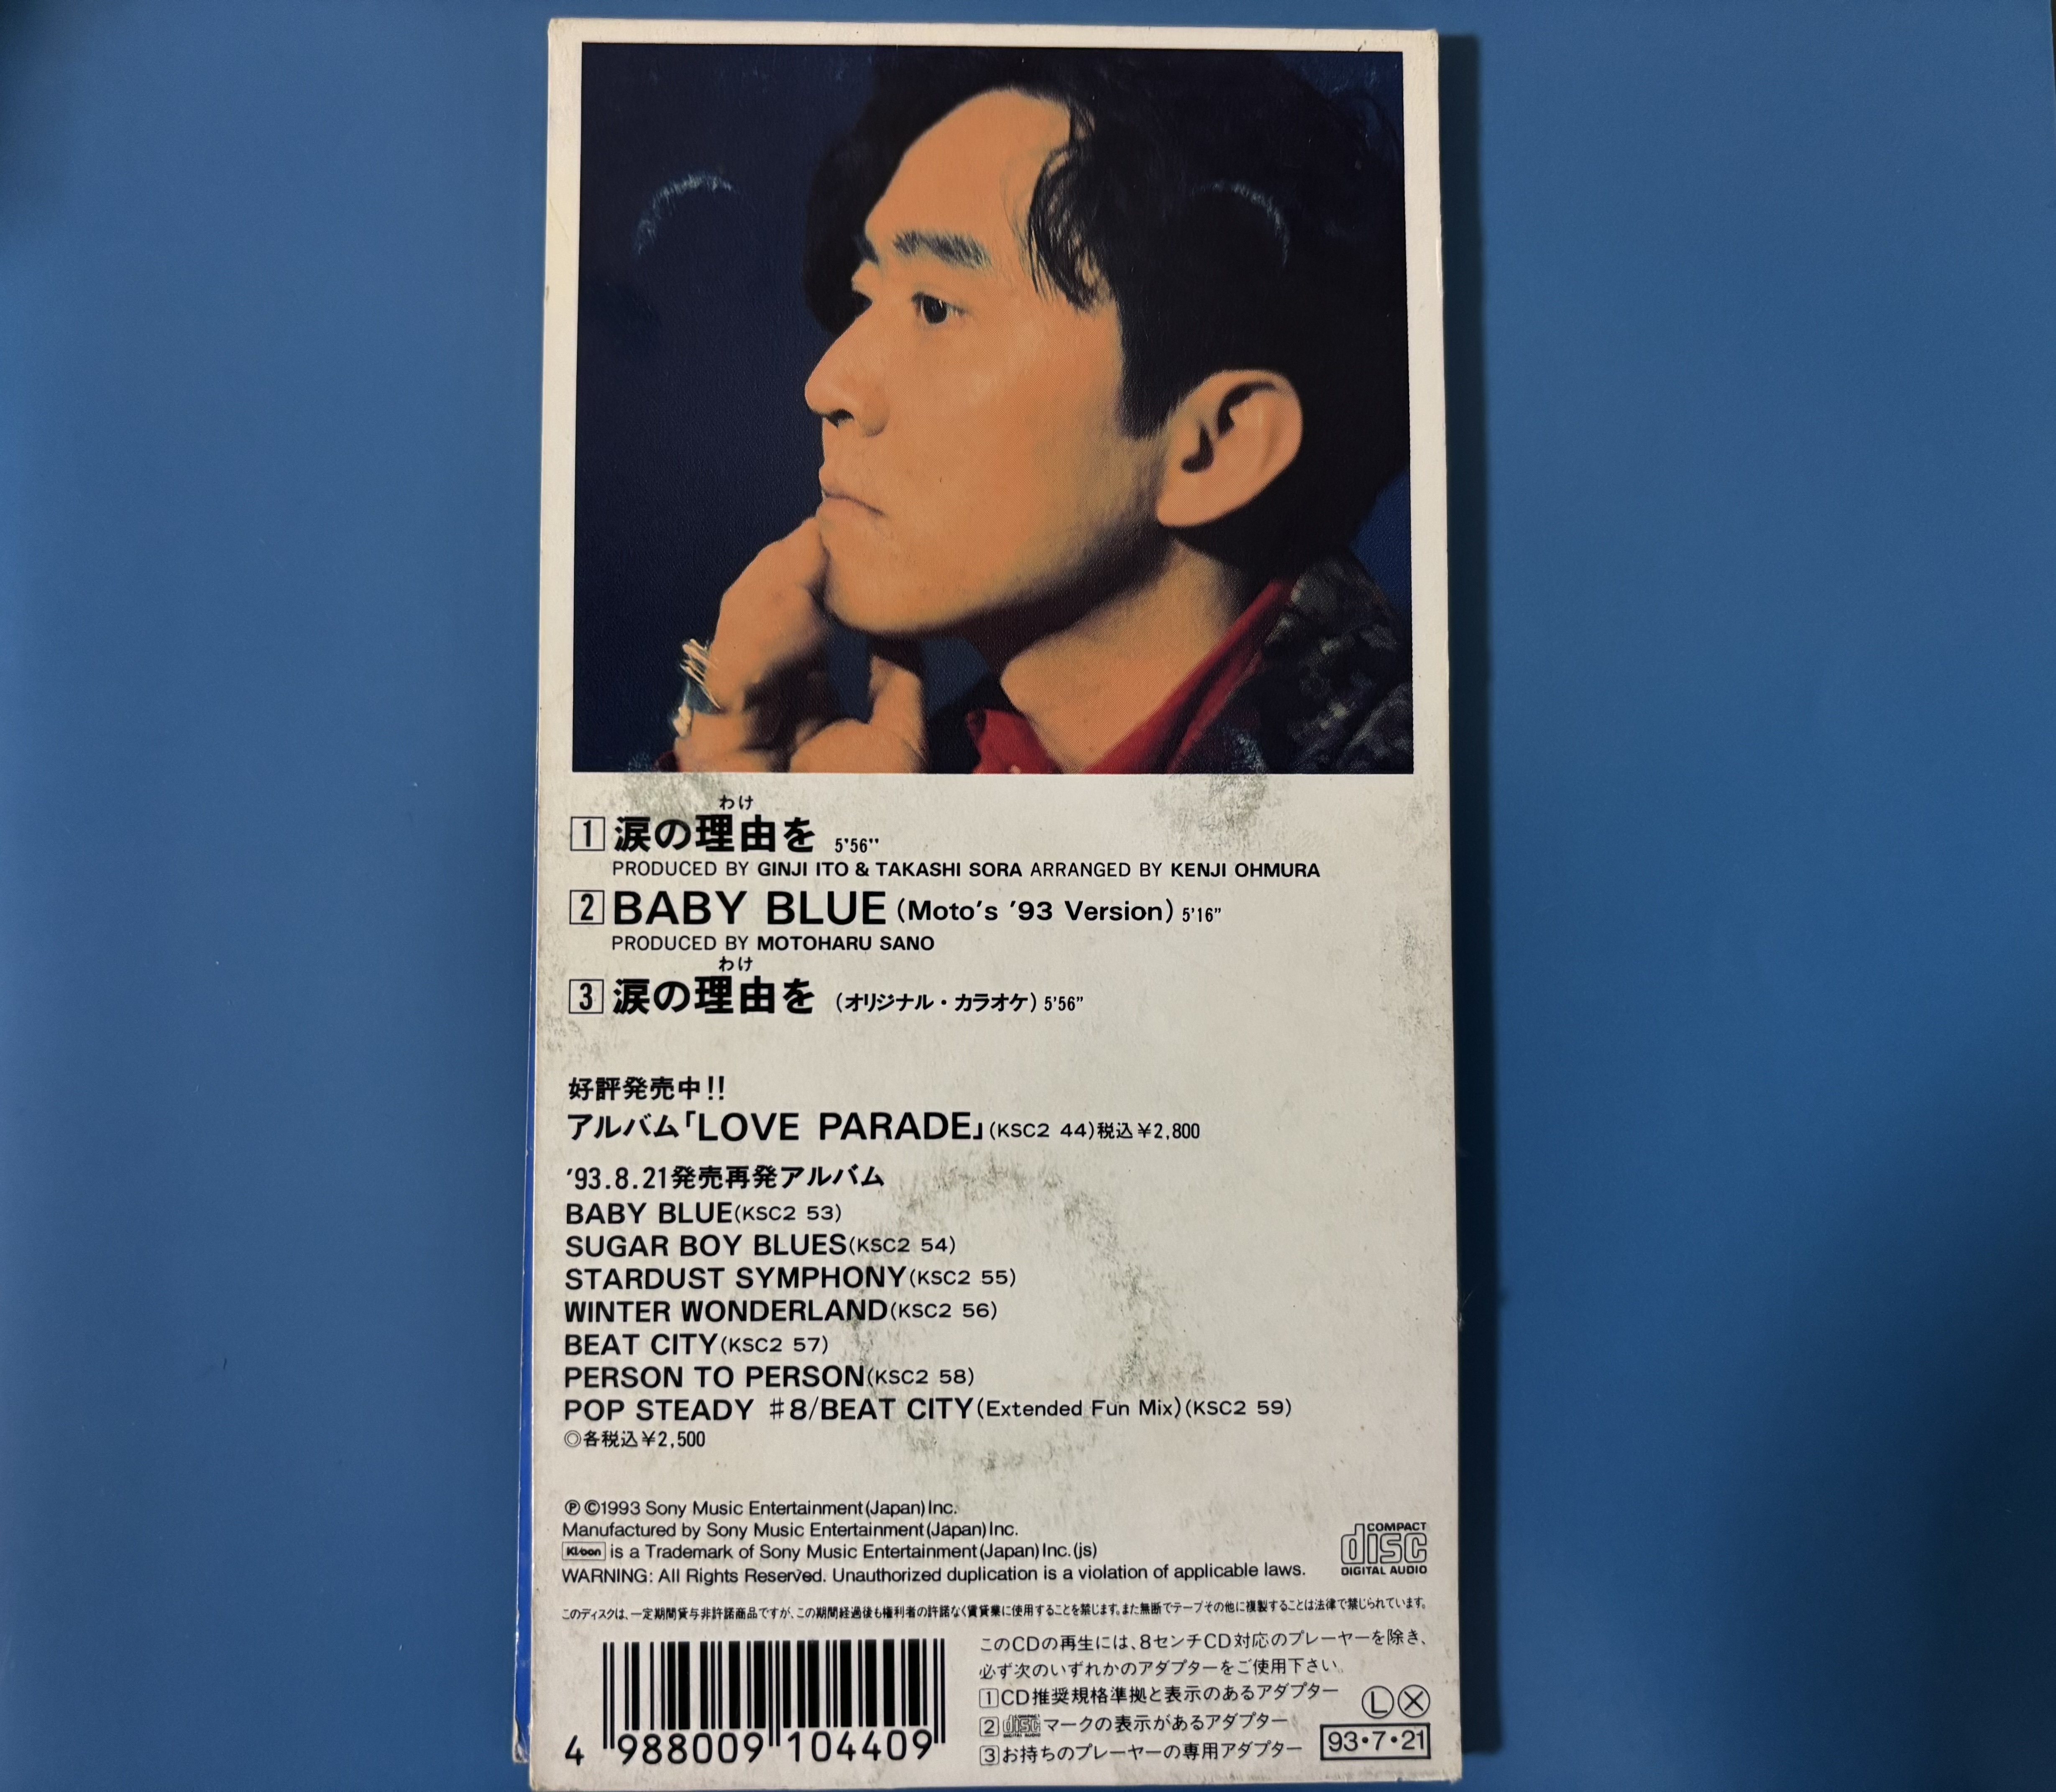 わけ
1 涙の理由を 5'56"
PRODUCED BY GINJI ITO & TAKASHI SORA ARRANGED BY KENJI OHMURA
2 BABY BLUE (Moto's '93 Version) 5'16"
PRODUCED BY MOTOHARU SANO
わけ
3 涙の理由を (オリジナル・カラオケ) 5'56"
好評発売中!!
アルバム「LOVE PARADE」(KSC2 44)税込¥2,800
'93.8.21発売再発アルバム
BABY BLUE(KSC2 53)
SUGAR BOY BLUES(KSC2 54)
STARDUST SYMPHONY(KSC2 55)
WINTER WONDERLAND(KSC2 56)
BEAT CITY(KSC2 57)
PERSON TO PERSON(KSC2 58)
POP STEADY #8/BEAT CITY(Extended Fun Mix)(KSC2 59)
◎各税込¥2,500
Ⓟ©1993 Sony Music Entertainment(Japan)Inc.
Manufactured by Sony Music Entertainment(Japan)Inc.
Ki/oon is a Trademark of Sony Music Entertainment(Japan)Inc.(js)
WARNING: All Rights Reserved. Unauthorized duplication is a violation of applicable laws.
COMPACT disc DIGITAL AUDIO
このディスクは、一定期間貸与非許諾商品ですが、この期間経過後も権利者の許諾なく賃貸業に使用することを禁じます。また無断でテープその他に複製することは法律で禁じられています。
4 988009 104409
このCDの再生には、8センチCD対応のプレーヤーを除き、
必ず次のいずれかのアダプターをご使用下さい。
1 CD推奨規格準拠と表示のあるアダプター
2 COMPACT disc DIGITAL AUDIO マークの表示があるアダプター
3 お持ちのプレーヤーの専用アダプター
Ⓛ Ⓧ
93・7・21